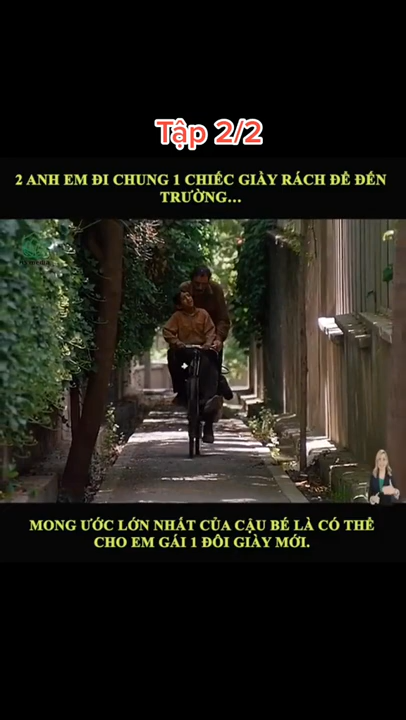 Tập 2/2
2 ANH EM ĐI CHUNG 1 CHIẾC GIÀY RÁCH ĐỂ ĐẾN
TRƯỜNG...
MONG ƯỚC LỚN NHẤT CỦA CẬU BÉ LÀ CÓ THỂ
CHO EM GÁI 1 ĐÔI GIÀY MỚI.